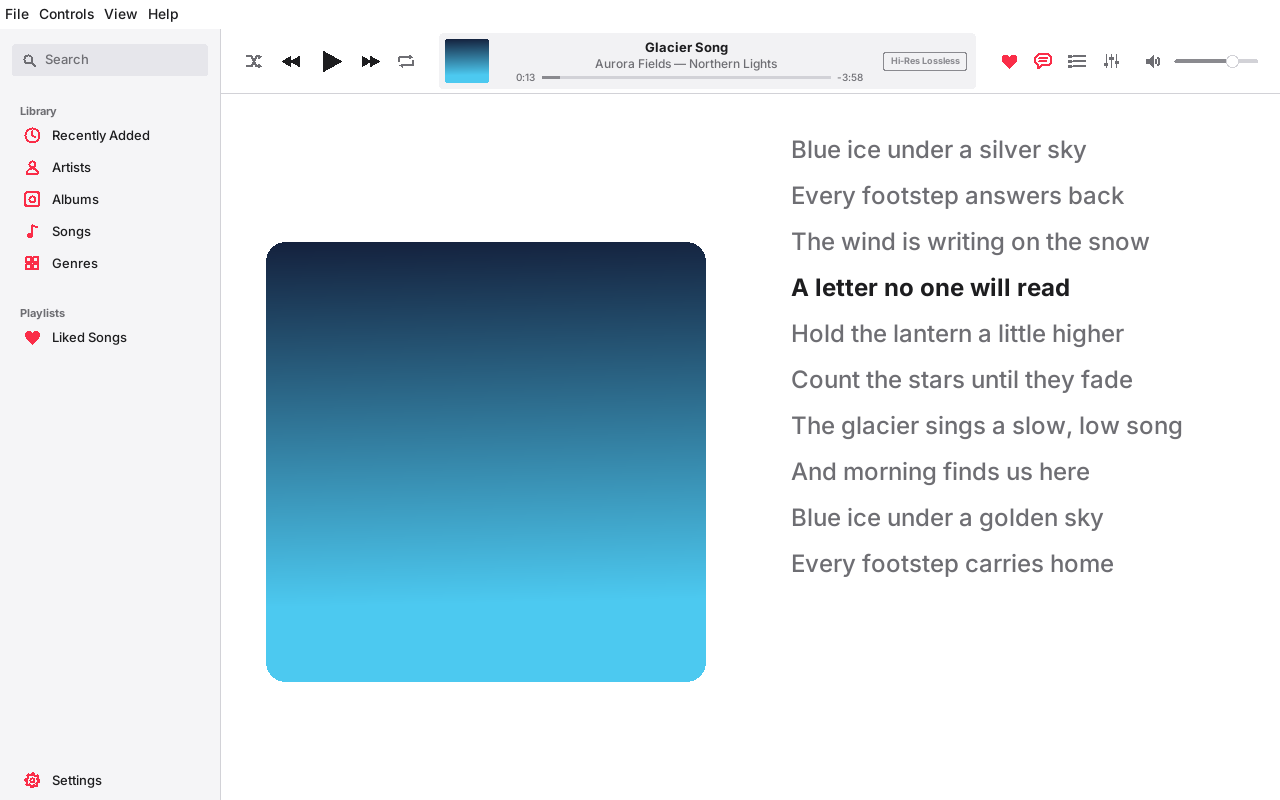 File Controls View Help
Search
Library
Recently Added
Artists
Albums
Songs
Genres
Playlists
Liked Songs
Settings
Glacier Song
Aurora Fields — Northern Lights
0:13
-3:58
Hi-Res Lossless
Blue ice under a silver sky
Every footstep answers back
The wind is writing on the snow
A letter no one will read
Hold the lantern a little higher
Count the stars until they fade
The glacier sings a slow, low song
And morning finds us here
Blue ice under a golden sky
Every footstep carries home